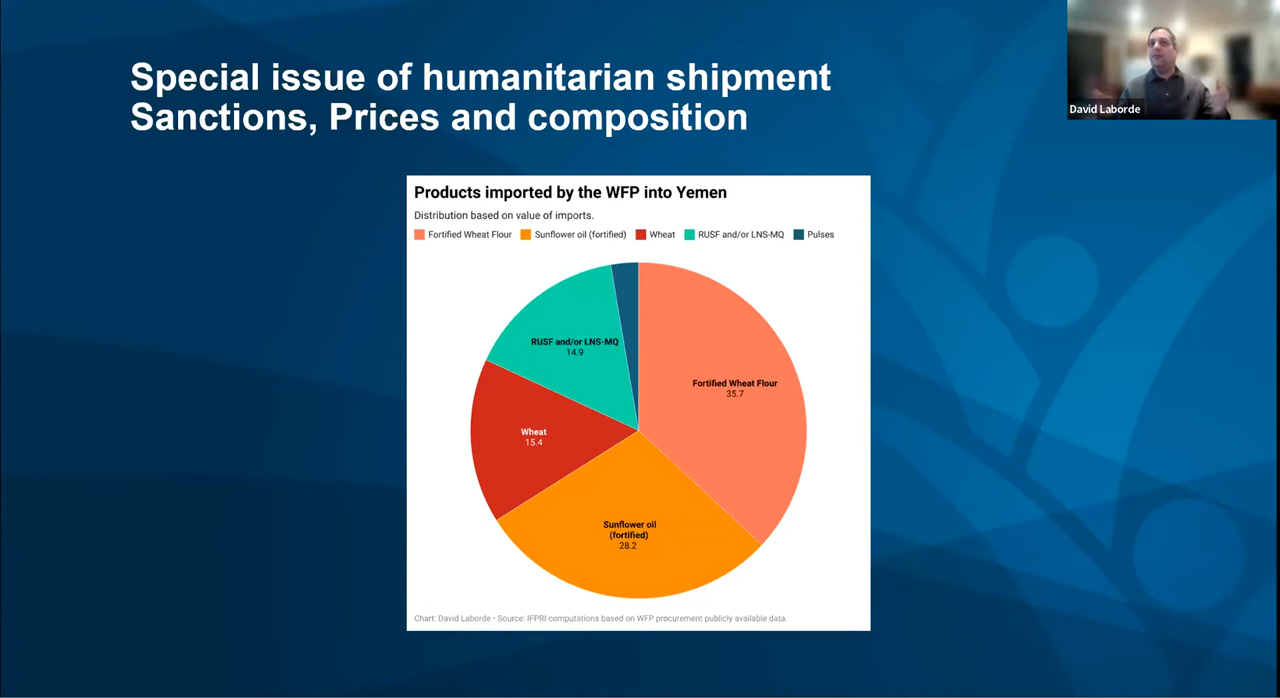 Special issue of humanitarian shipment
Sanctions, Prices and composition
David Laborde
Products imported by the WFP into Yemen
Distribution based on value of imports.
Fortified Wheat Flour Sunflower oil (fortified) Wheat RUSF and/or LNS-MQ Pulses
RUSF and/or LNS-MQ
14.9
Fortified Wheat Flour
35.7
Wheat
15.4
Sunflower oil
(fortified)
28.2
Chart: David Laborde • Source: IFPRI computations based on WFP procurement publicly available data.